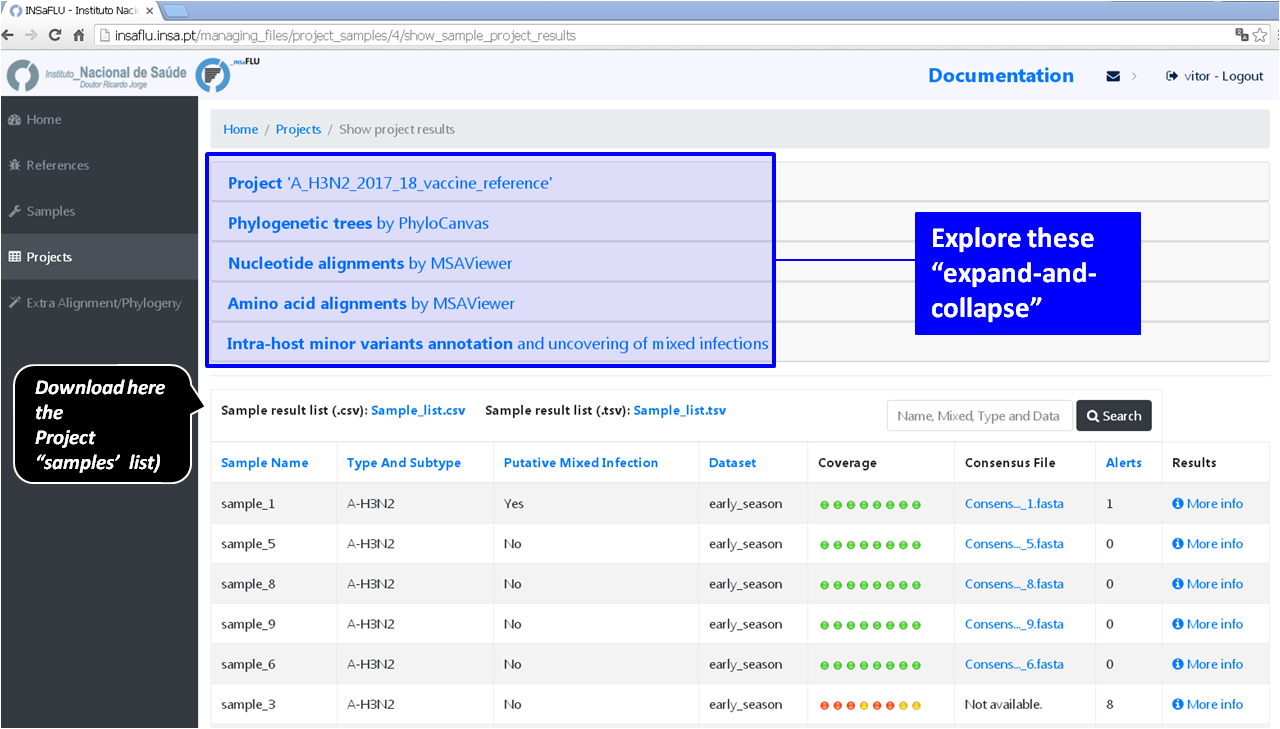 INSaFLU - Instituto Naci
insaflu.insa.pt/managing_files/project_samples/4/show_sample_project_results
Instituto_Nacional de Saúde
Doutor Ricardo Jorge
_INSaFLU
Documentation
vitor - Logout
Home
References
Samples
Projects
Extra Alignment/Phylogeny
Home / Projects / Show project results
Project 'A_H3N2_2017_18_vaccine_reference'
Phylogenetic trees by PhyloCanvas
Nucleotide alignments by MSAViewer
Amino acid alignments by MSAViewer
Intra-host minor variants annotation and uncovering of mixed infections
Explore these
“expand-and-
collapse”
Download here
the
Project
“samples’ list)
Sample result list (.csv): Sample_list.csv Sample result list (.tsv): Sample_list.tsv
Name, Mixed, Type and Data
Search
Sample Name Type And Subtype Putative Mixed Infection Dataset Coverage Consensus File Alerts Results
sample_1 A-H3N2 Yes early_season Consens..._1.fasta 1 More info
sample_5 A-H3N2 No early_season Consens..._5.fasta 0 More info
sample_8 A-H3N2 No early_season Consens..._8.fasta 0 More info
sample_9 A-H3N2 No early_season Consens..._9.fasta 0 More info
sample_6 A-H3N2 No early_season Consens..._6.fasta 0 More info
sample_3 A-H3N2 No early_season Not available. 8 More info